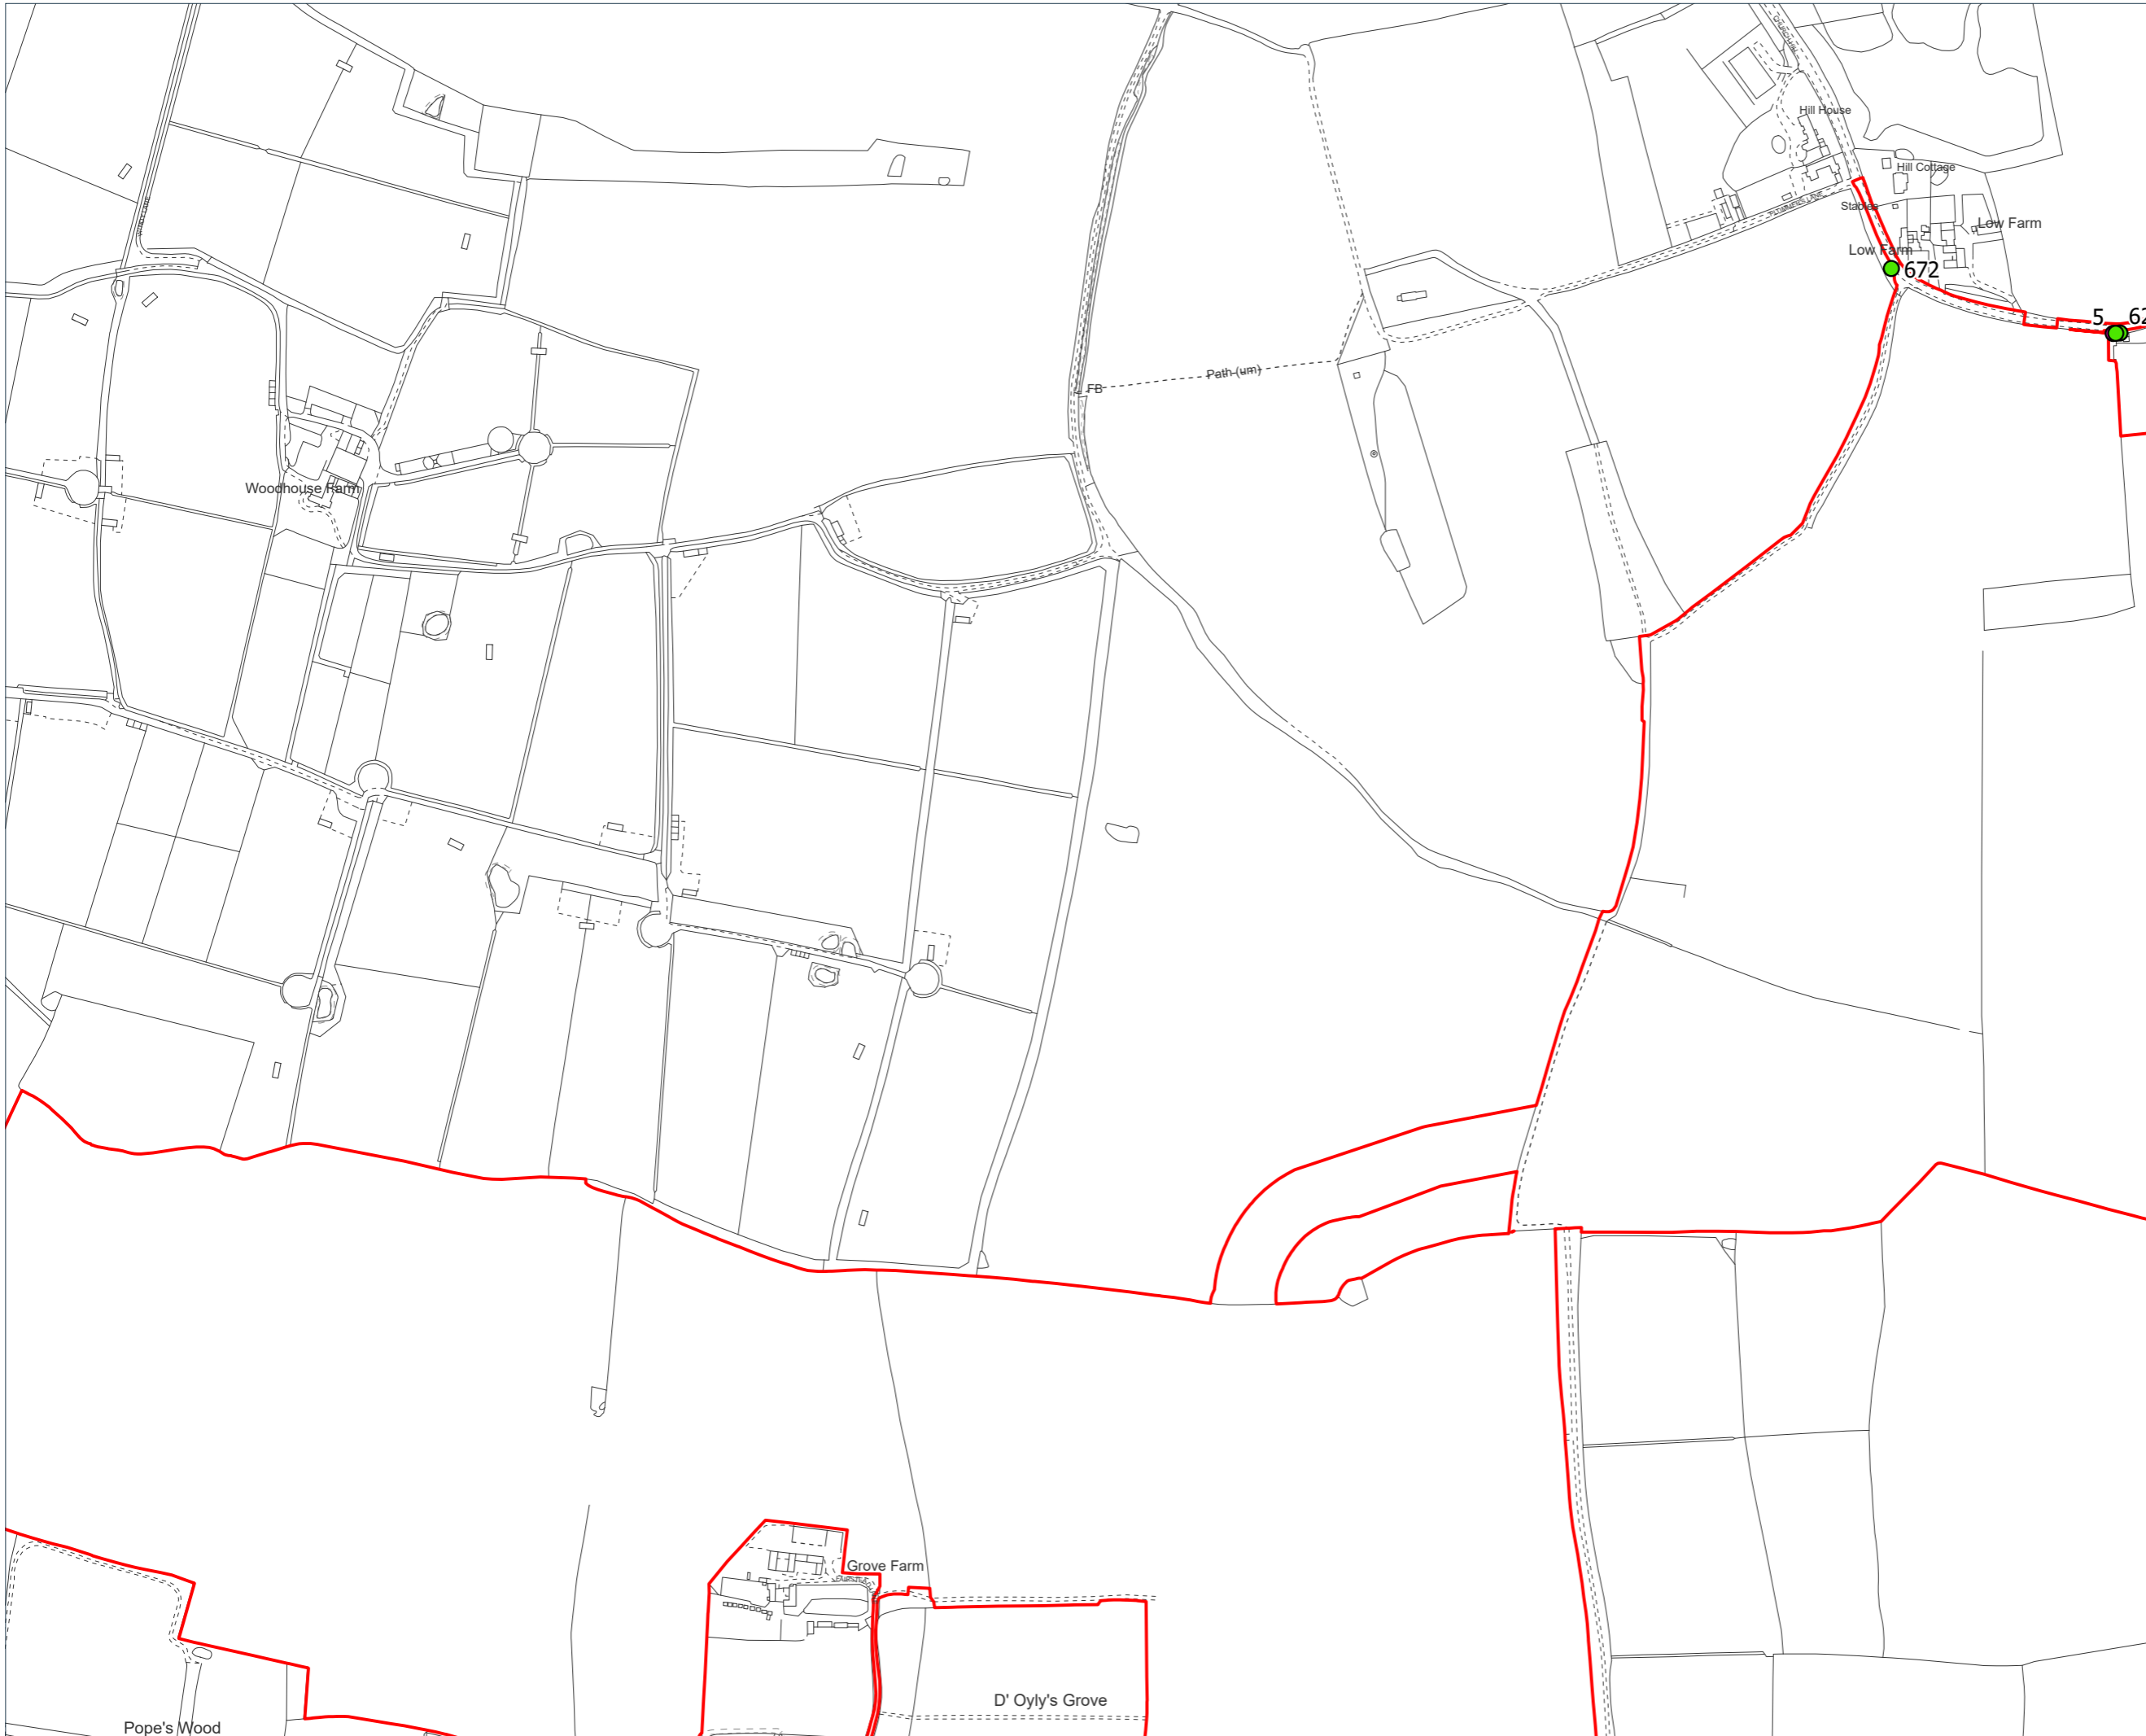 Hill House
Hill Cottage
Stables
Low Farm
Low Farm
672
5
62
Path (um)
FB
Woodhouse Farm
Grove Farm
D' Oyly's Grove
Pope's Wood